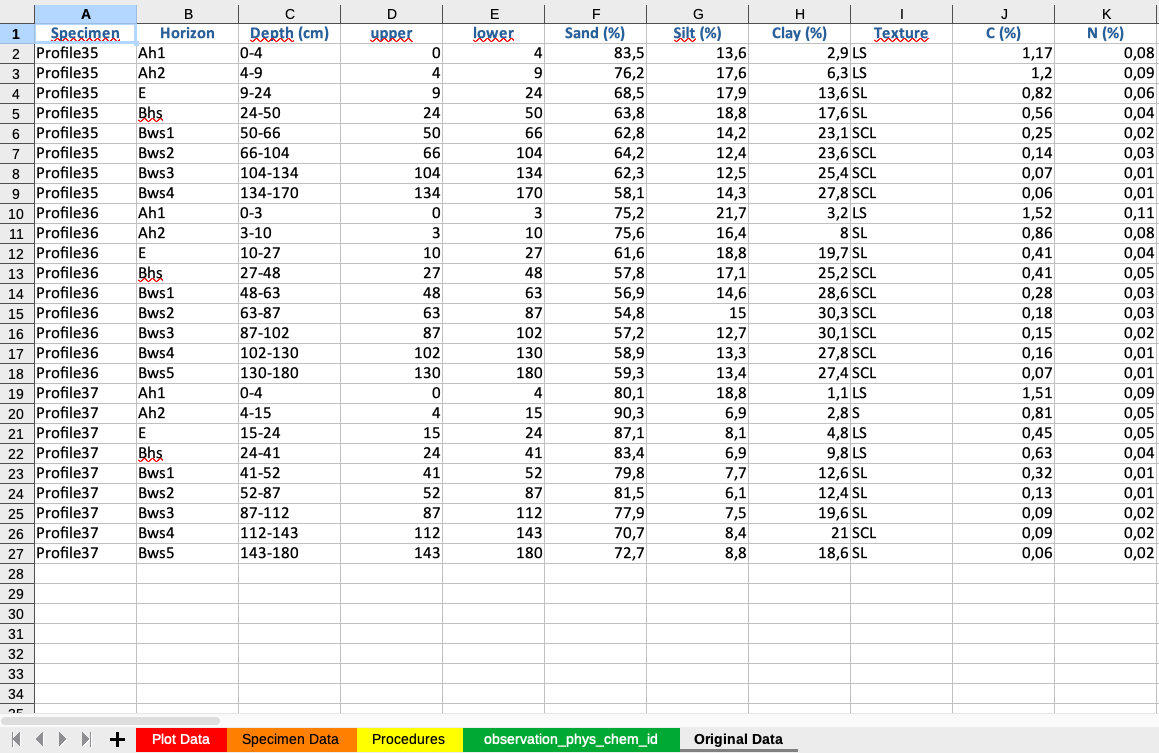 A B C D E F G H I J K
1 Specimen Horizon Depth (cm) upper lower Sand (%) Silt (%) Clay (%) Texture C (%) N (%)
2 Profile35 Ah1 0-4 0 4 83,5 13,6 2,9 LS 1,17 0,08
3 Profile35 Ah2 4-9 4 9 76,2 17,6 6,3 LS 1,2 0,09
4 Profile35 E 9-24 9 24 68,5 17,9 13,6 SL 0,82 0,06
5 Profile35 Bhs 24-50 24 50 63,8 18,8 17,6 SL 0,56 0,04
6 Profile35 Bws1 50-66 50 66 62,8 14,2 23,1 SCL 0,25 0,02
7 Profile35 Bws2 66-104 66 104 64,2 12,4 23,6 SCL 0,14 0,03
8 Profile35 Bws3 104-134 104 134 62,3 12,5 25,4 SCL 0,07 0,01
9 Profile35 Bws4 134-170 134 170 58,1 14,3 27,8 SCL 0,06 0,01
10 Profile36 Ah1 0-3 0 3 75,2 21,7 3,2 LS 1,52 0,11
11 Profile36 Ah2 3-10 3 10 75,6 16,4 8 SL 0,86 0,08
12 Profile36 E 10-27 10 27 61,6 18,8 19,7 SL 0,41 0,04
13 Profile36 Bhs 27-48 27 48 57,8 17,1 25,2 SCL 0,41 0,05
14 Profile36 Bws1 48-63 48 63 56,9 14,6 28,6 SCL 0,28 0,03
15 Profile36 Bws2 63-87 63 87 54,8 15 30,3 SCL 0,18 0,03
16 Profile36 Bws3 87-102 87 102 57,2 12,7 30,1 SCL 0,15 0,02
17 Profile36 Bws4 102-130 102 130 58,9 13,3 27,8 SCL 0,16 0,01
18 Profile36 Bws5 130-180 130 180 59,3 13,4 27,4 SCL 0,07 0,01
19 Profile37 Ah1 0-4 0 4 80,1 18,8 1,1 LS 1,51 0,09
20 Profile37 Ah2 4-15 4 15 90,3 6,9 2,8 S 0,81 0,05
21 Profile37 E 15-24 15 24 87,1 8,1 4,8 LS 0,45 0,05
22 Profile37 Bhs 24-41 24 41 83,4 6,9 9,8 LS 0,63 0,04
23 Profile37 Bws1 41-52 41 52 79,8 7,7 12,6 SL 0,32 0,01
24 Profile37 Bws2 52-87 52 87 81,5 6,1 12,4 SL 0,13 0,01
25 Profile37 Bws3 87-112 87 112 77,9 7,5 19,6 SL 0,09 0,02
26 Profile37 Bws4 112-143 112 143 70,7 8,4 21 SCL 0,09 0,02
27 Profile37 Bws5 143-180 143 180 72,7 8,8 18,6 SL 0,06 0,02
28
29
30
31
32
33
34
35
Plot Data Specimen Data Procedures observation_phys_chem_id Original Data